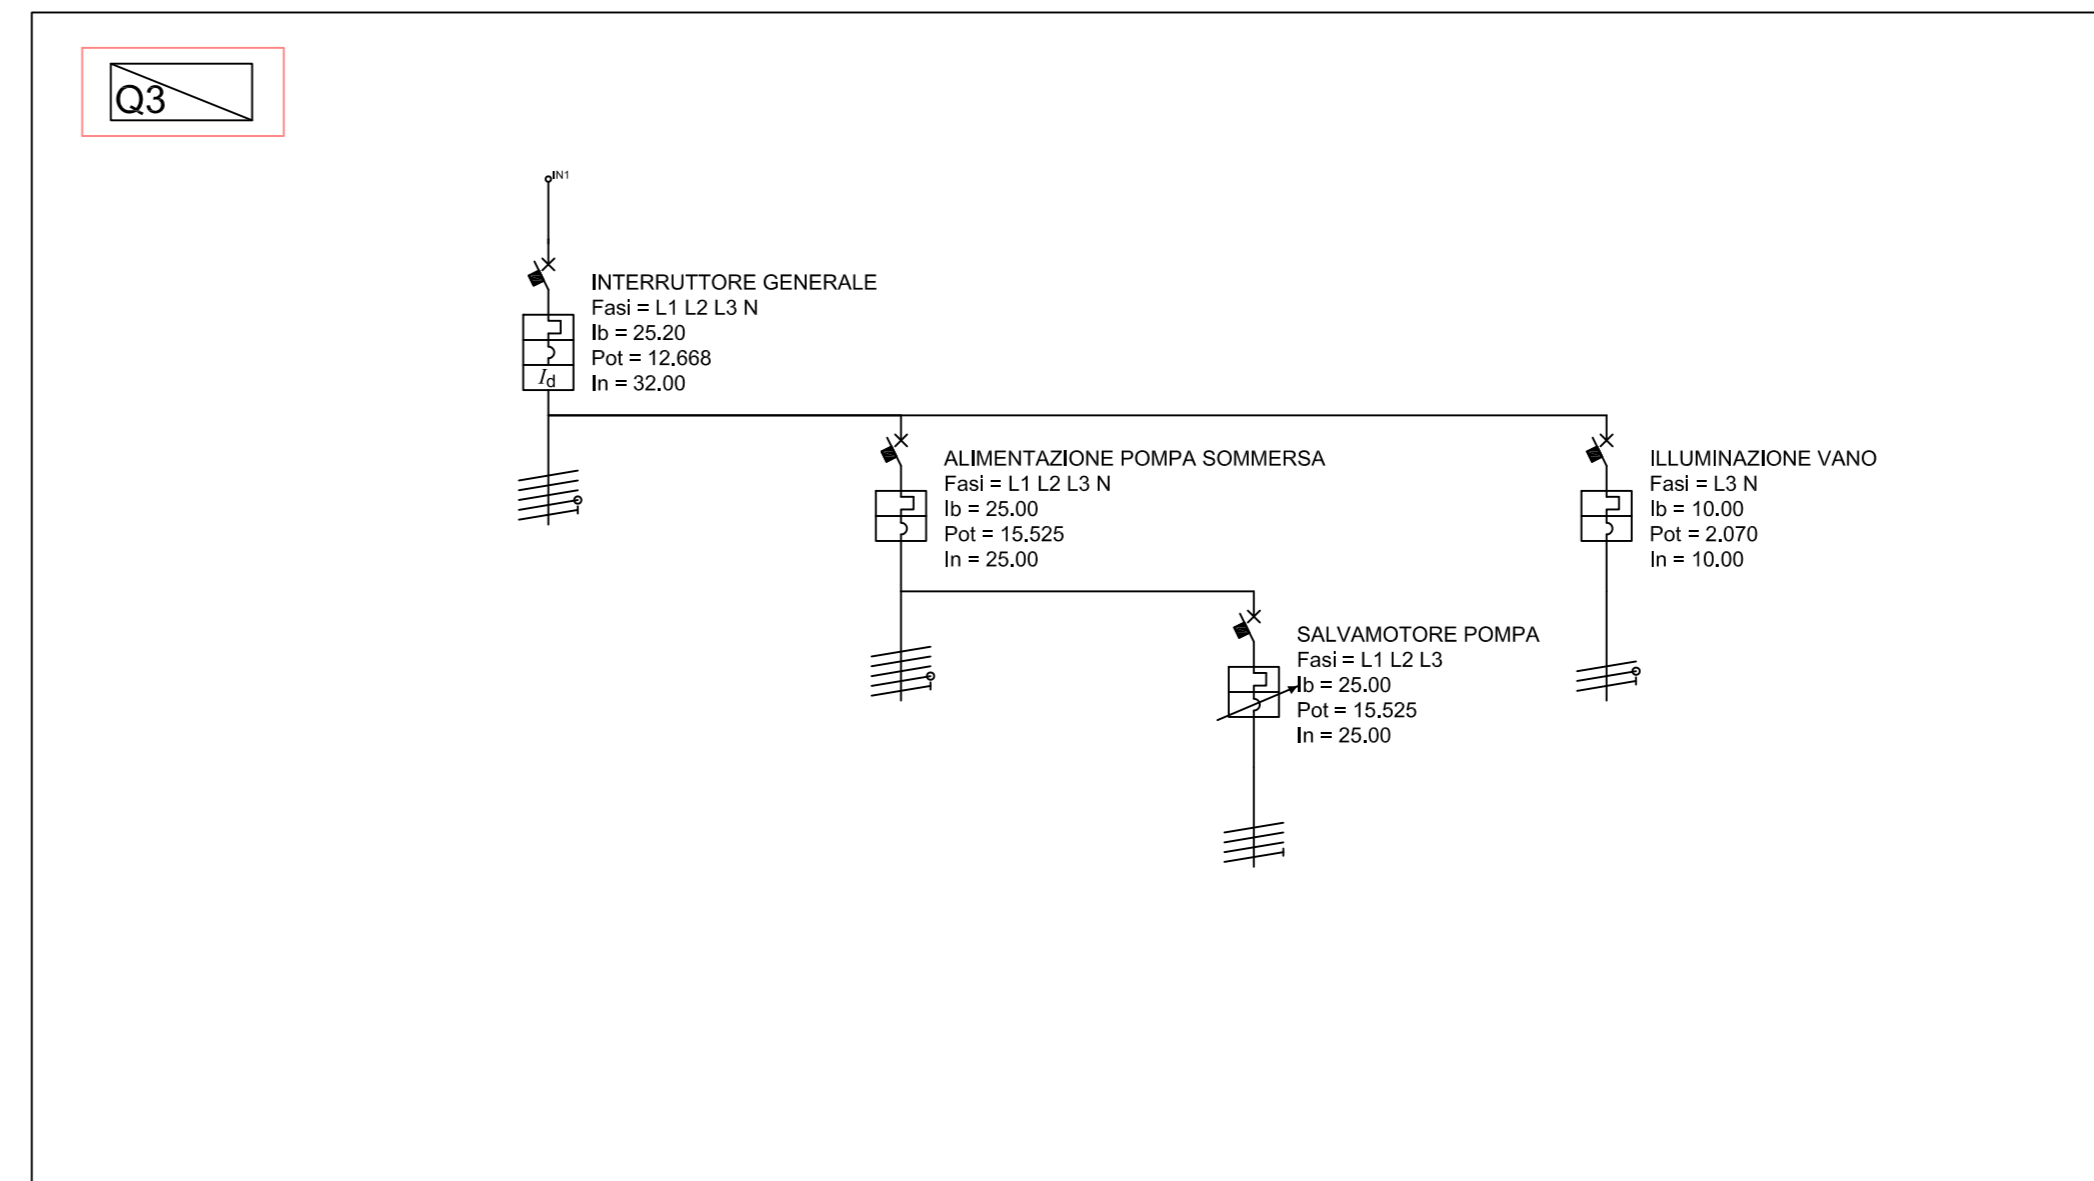 Q3
IN1
INTERRUTTORE GENERALE
Fasi = L1 L2 L3 N
Ib = 25.20
Pot = 12.668
In = 32.00
Id
ALIMENTAZIONE POMPA SOMMERSA
Fasi = L1 L2 L3 N
Ib = 25.00
Pot = 15.525
In = 25.00
ILLUMINAZIONE VANO
Fasi = L3 N
Ib = 10.00
Pot = 2.070
In = 10.00
SALVAMOTORE POMPA
Fasi = L1 L2 L3
Ib = 25.00
Pot = 15.525
In = 25.00